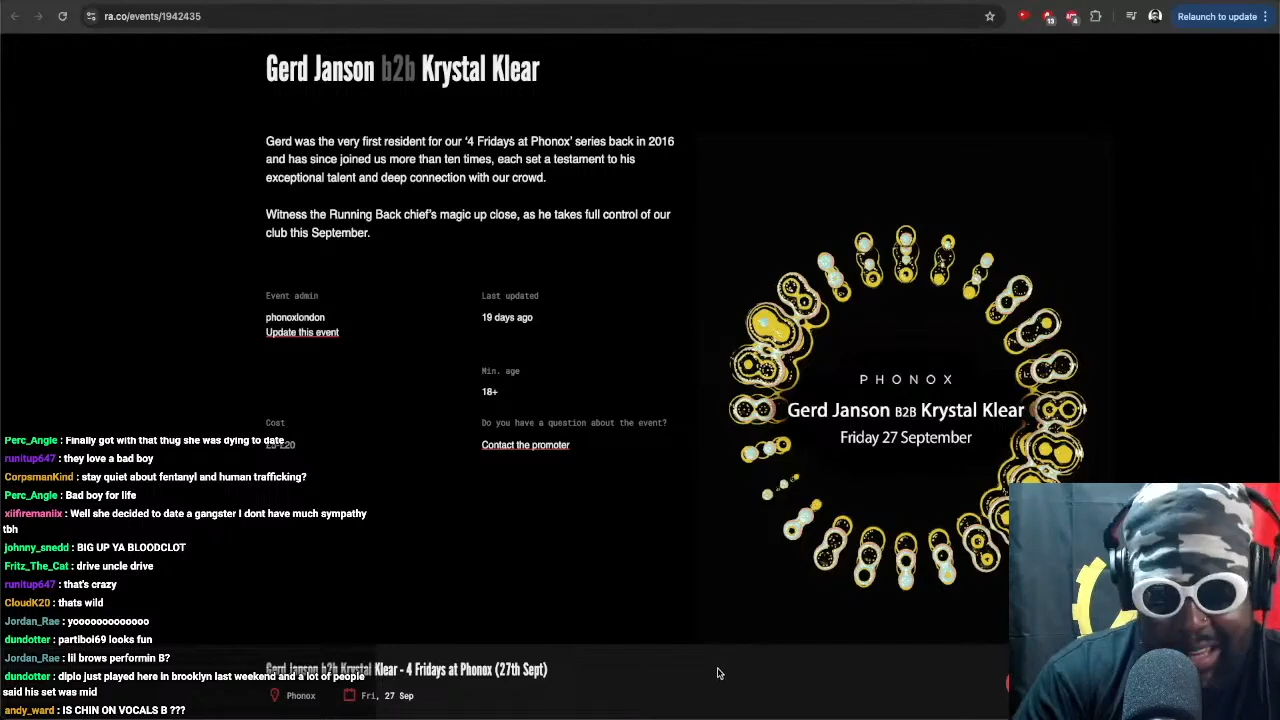 ra.co/events/1942435
13
4
Relaunch to update
Gerd Janson b2b Krystal Klear
Gerd was the very first resident for our '4 Fridays at Phonox' series back in 2016
and has since joined us more than ten times, each set a testament to his
exceptional talent and deep connection with our crowd.
Witness the Running Back chief's magic up close, as he takes full control of our
club this September.
Event admin
Last updated
phonoxlondon
19 days ago
Update this event
Min. age
18+
Cost
Do you have a question about the event?
£5-£20
Contact the promoter
PHONOX
Gerd Janson B2B Krystal Klear
Friday 27 September
Perc_Angle : Finally got with that thug she was dying to date
runitup647 : they love a bad boy
CorpsmanKind : stay quiet about fentanyl and human trafficking?
Perc_Angle : Bad boy for life
xiifiremaniix : Well she decided to date a gangster I dont have much sympathy
tbh
johnny_snedd : BIG UP YA BLOODCLOT
Fritz_The_Cat : drive uncle drive
runitup647 : that's crazy
CloudK20 : thats wild
Jordan_Rae : yooooooooooooo
dundotter : partiboi69 looks fun
Jordan_Rae : lil brows performin B?
dundotter : diplo just played here in brooklyn last weekend and a lot of people
said his set was mid
andy_ward : IS CHIN ON VOCALS B ???
Gerd Janson b2b Krystal Klear - 4 Fridays at Phonox (27th Sept)
Phonox
Fri, 27 Sep